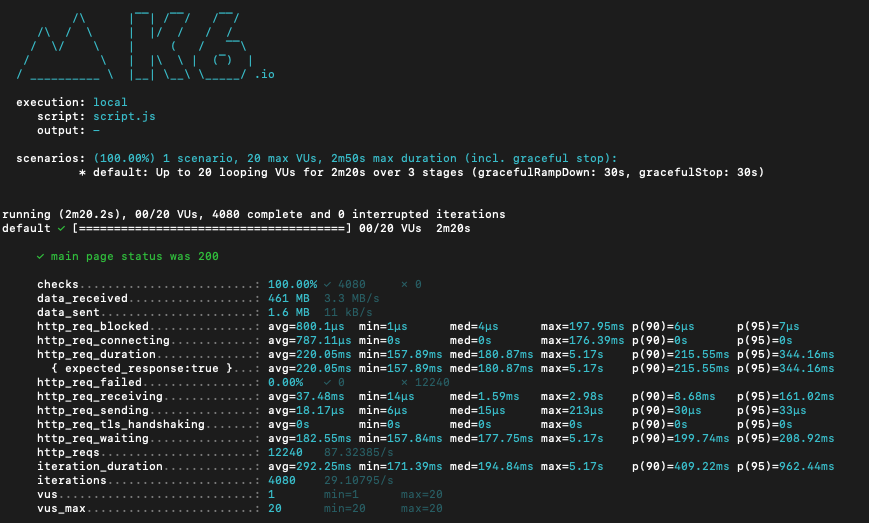 .io
execution: local
script: script.js
output: -
scenarios: (100.00%) 1 scenario, 20 max VUs, 2m50s max duration (incl. graceful stop):
* default: Up to 20 looping VUs for 2m20s over 3 stages (gracefulRampDown: 30s, gracefulStop: 30s)
running (2m20.2s), 00/20 VUs, 4080 complete and 0 interrupted iterations
default ✓ [======================================] 00/20 VUs  2m20s
✓ main page status was 200
checks.........................: 100.00% ✓ 4080     ✗ 0
data_received..................: 461 MB  3.3 MB/s
data_sent......................: 1.6 MB  11 kB/s
http_req_blocked...............: avg=800.1µs  min=1µs      med=4µs      max=197.95ms p(90)=6µs      p(95)=7µs
http_req_connecting............: avg=787.11µs min=0s       med=0s       max=176.39ms p(90)=0s       p(95)=0s
http_req_duration..............: avg=220.05ms min=157.89ms med=180.87ms max=5.17s    p(90)=215.55ms p(95)=344.16ms
{ expected_response:true }...: avg=220.05ms min=157.89ms med=180.87ms max=5.17s    p(90)=215.55ms p(95)=344.16ms
http_req_failed................: 0.00%   ✓ 0        ✗ 12240
http_req_receiving.............: avg=37.48ms  min=14µs     med=1.59ms   max=2.98s    p(90)=8.68ms   p(95)=161.02ms
http_req_sending...............: avg=18.17µs  min=6µs      med=15µs     max=213µs    p(90)=30µs     p(95)=33µs
http_req_tls_handshaking.......: avg=0s       min=0s       med=0s       max=0s       p(90)=0s       p(95)=0s
http_req_waiting...............: avg=182.55ms min=157.84ms med=177.75ms max=5.17s    p(90)=199.74ms p(95)=208.92ms
http_reqs......................: 12240   87.32385/s
iteration_duration.............: avg=292.25ms min=171.39ms med=194.84ms max=5.17s    p(90)=409.22ms p(95)=962.44ms
iterations.....................: 4080    29.10795/s
vus............................: 1       min=1      max=20
vus_max........................: 20      min=20     max=20